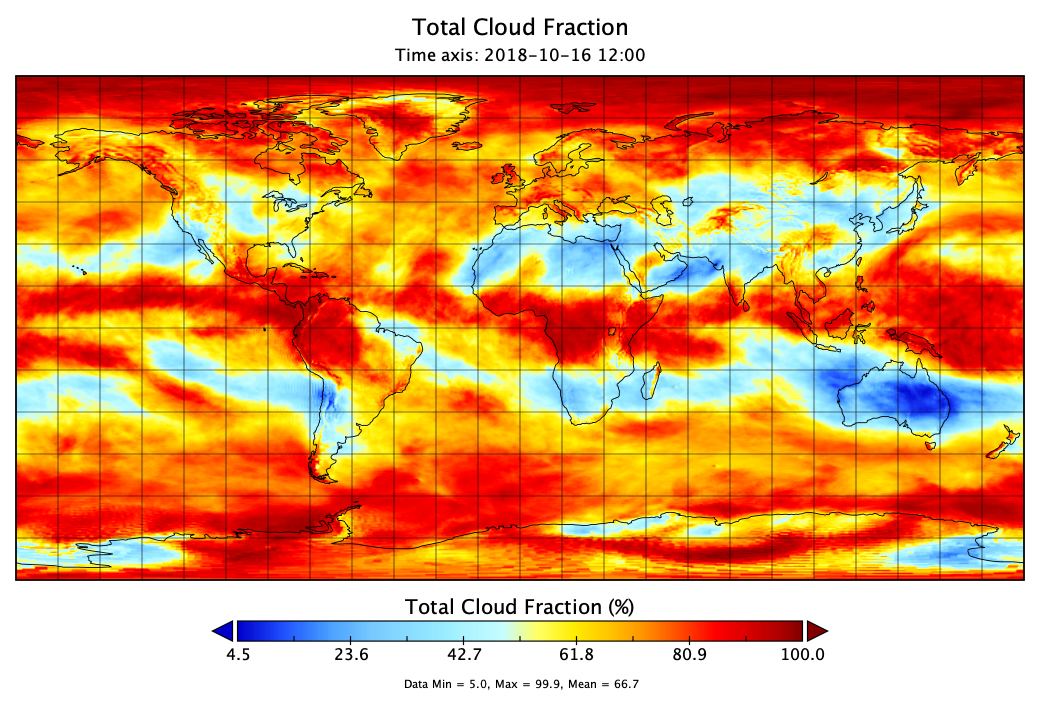 Total Cloud Fraction
Time axis: 2018-10-16 12:00
Total Cloud Fraction (%)
4.5 23.6 42.7 61.8 80.9 100.0
Data Min = 5.0, Max = 99.9, Mean = 66.7